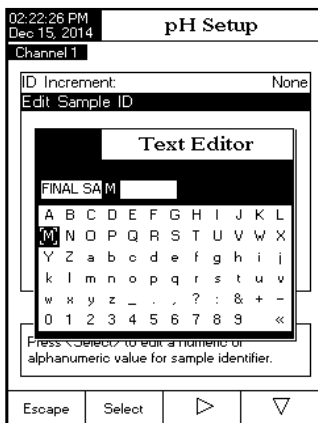 02:22:26 PM
Dec 15, 2014
pH Setup
Channel 1
ID Increment: None
Edit Sample ID
Text Editor
FINAL SAM
A B C D E F G H I J K L
[M] N O P Q R S T U V W X
Y Z a b c d e f g h i j
k l m n o p q r s t u v
w x y z _ . , ? : & + -
0 1 2 3 4 5 6 7 8 9 «
Press <Select> to edit a numeric or
alphanumeric value for sample identifier.
Escape Select ▷ ▽